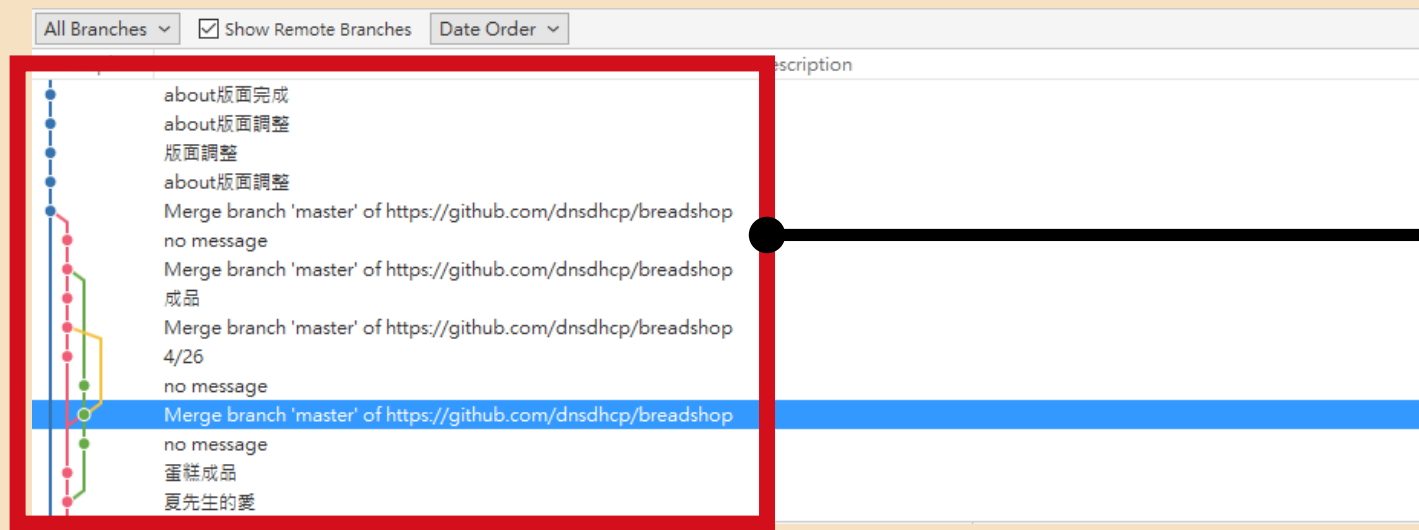 All Branches Show Remote Branches Date Order
escription
about版面完成
about版面調整
版面調整
about版面調整
Merge branch 'master' of https://github.com/dnsdhcp/breadshop
no message
Merge branch 'master' of https://github.com/dnsdhcp/breadshop
成品
Merge branch 'master' of https://github.com/dnsdhcp/breadshop
4/26
no message
Merge branch 'master' of https://github.com/dnsdhcp/breadshop
no message
蛋糕成品
夏先生的愛